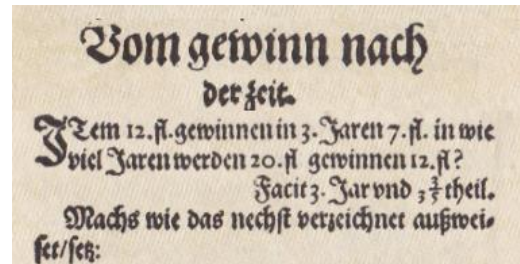 Vom gewinn nach
der zeit.
ITem 12. fl. gewinnen in 3. Jaren 7. fl. in wie
viel Jaren werden 20. fl gewinnen 12. fl?
Facit 3. Jar vnd 3 3/5 theil.
Machs wie das nechst verzeichnet außwei-
set/setz: